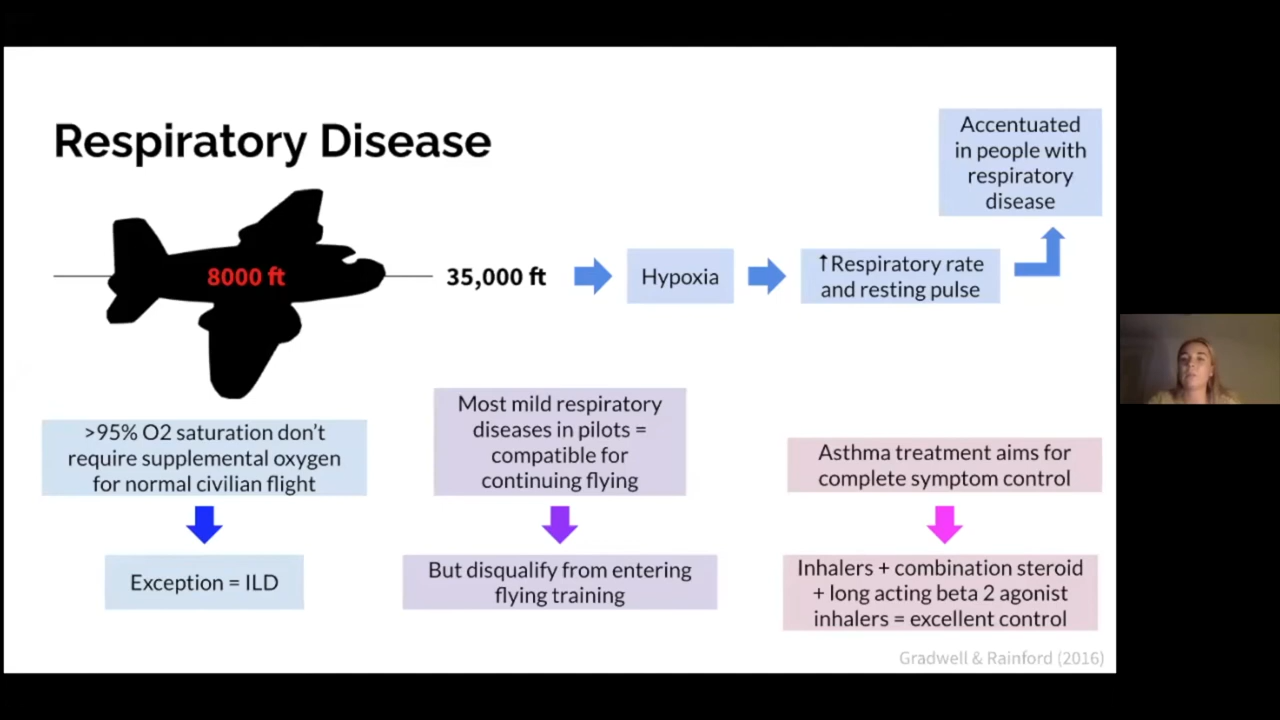 Respiratory Disease
8000 ft
35,000 ft
Hypoxia
↑Respiratory rate
and resting pulse
Accentuated
in people with
respiratory
disease
>95% O2 saturation don't
require supplemental oxygen
for normal civilian flight
Exception = ILD
Most mild respiratory
diseases in pilots =
compatible for
continuing flying
But disqualify from entering
flying training
Asthma treatment aims for
complete symptom control
Inhalers + combination steroid
+ long acting beta 2 agonist
inhalers = excellent control
Gradwell & Rainford (2016)